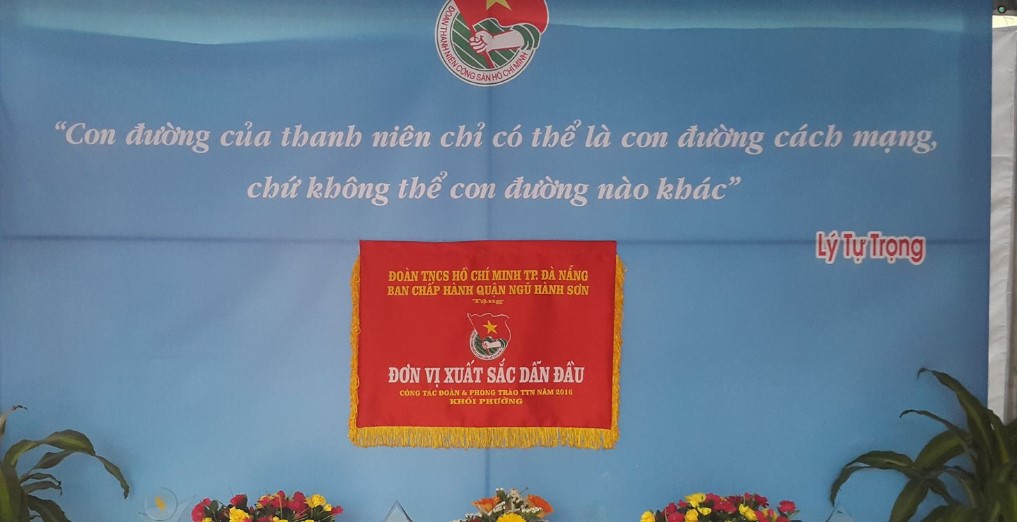 ĐOÀN THANH NIÊN CỘNG SẢN HỒ CHÍ MINH
“Con đường của thanh niên chỉ có thể là con đường cách mạng,
chứ không thể con đường nào khác”
Lý Tự Trọng
ĐOÀN TNCS HỒ CHÍ MINH TP. ĐÀ NẴNG
BAN CHẤP HÀNH QUẬN NGŨ HÀNH SƠN
Tặng
ĐƠN VỊ XUẤT SẮC DẪN ĐẦU
CÔNG TÁC ĐOÀN & PHONG TRÀO TTN NĂM 2016
KHỐI PHƯỜNG